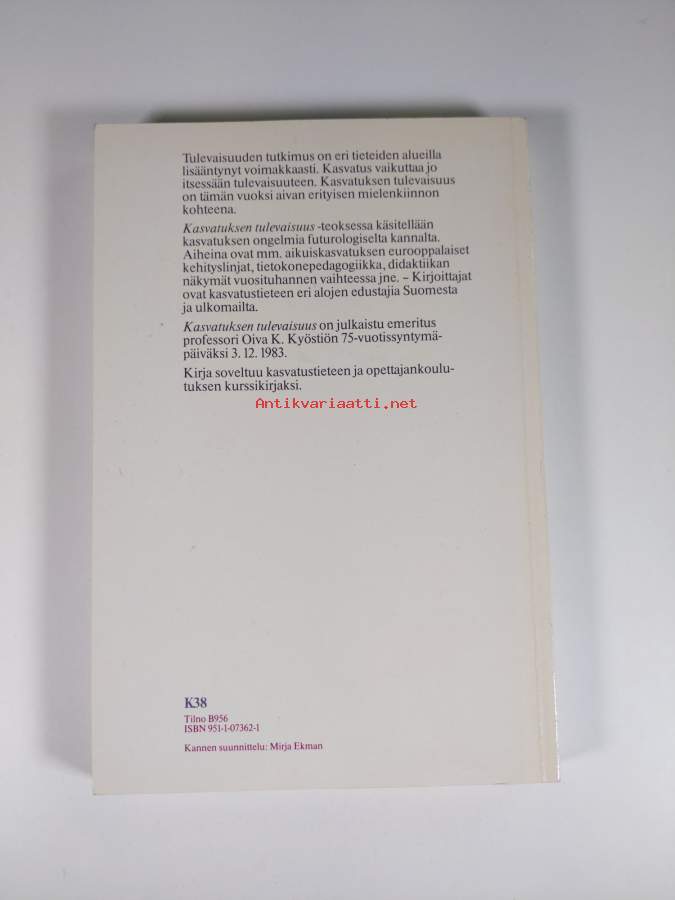 Tulevaisuuden tutkimus on eri tieteiden alueilla
lisääntynyt voimakkaasti. Kasvatus vaikuttaa jo
itsessään tulevaisuuteen. Kasvatuksen tulevaisuus
on tämän vuoksi aivan erityisen mielenkiinnon
kohteena.
Kasvatuksen tulevaisuus -teoksessa käsitellään
kasvatuksen ongelmia futurologiselta kannalta.
Aiheina ovat mm. aikuiskasvatuksen eurooppalaiset
kehityslinjat, tietokonepedagogiikka, didaktiikan
näkymät vuosituhannen vaihteessa jne. – Kirjoittajat
ovat kasvatustieteen eri alojen edustajia Suomesta
ja ulkomailta.
Kasvatuksen tulevaisuus on julkaistu emeritus
professori Oiva K. Kyöstiön 75-vuotissyntymä-
päiväksi 3. 12. 1983.
Kirja soveltuu kasvatustieteen ja opettajankoulu-
tuksen kurssikirjaksi.
Antikvariaatti.net
K38
Tilno B956
ISBN 951-1-07362-1
Kannen suunnittelu: Mirja Ekman